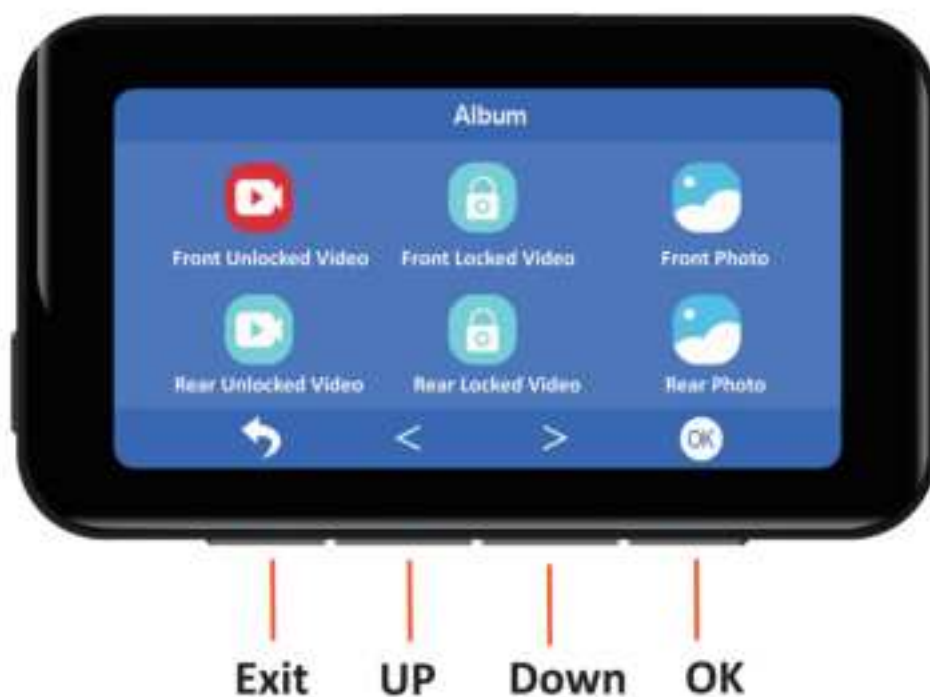 Album
Front Unlocked Video Front Locked Video Front Photo
Rear Unlocked Video Rear Locked Video Rear Photo
< > OK
Exit UP Down OK